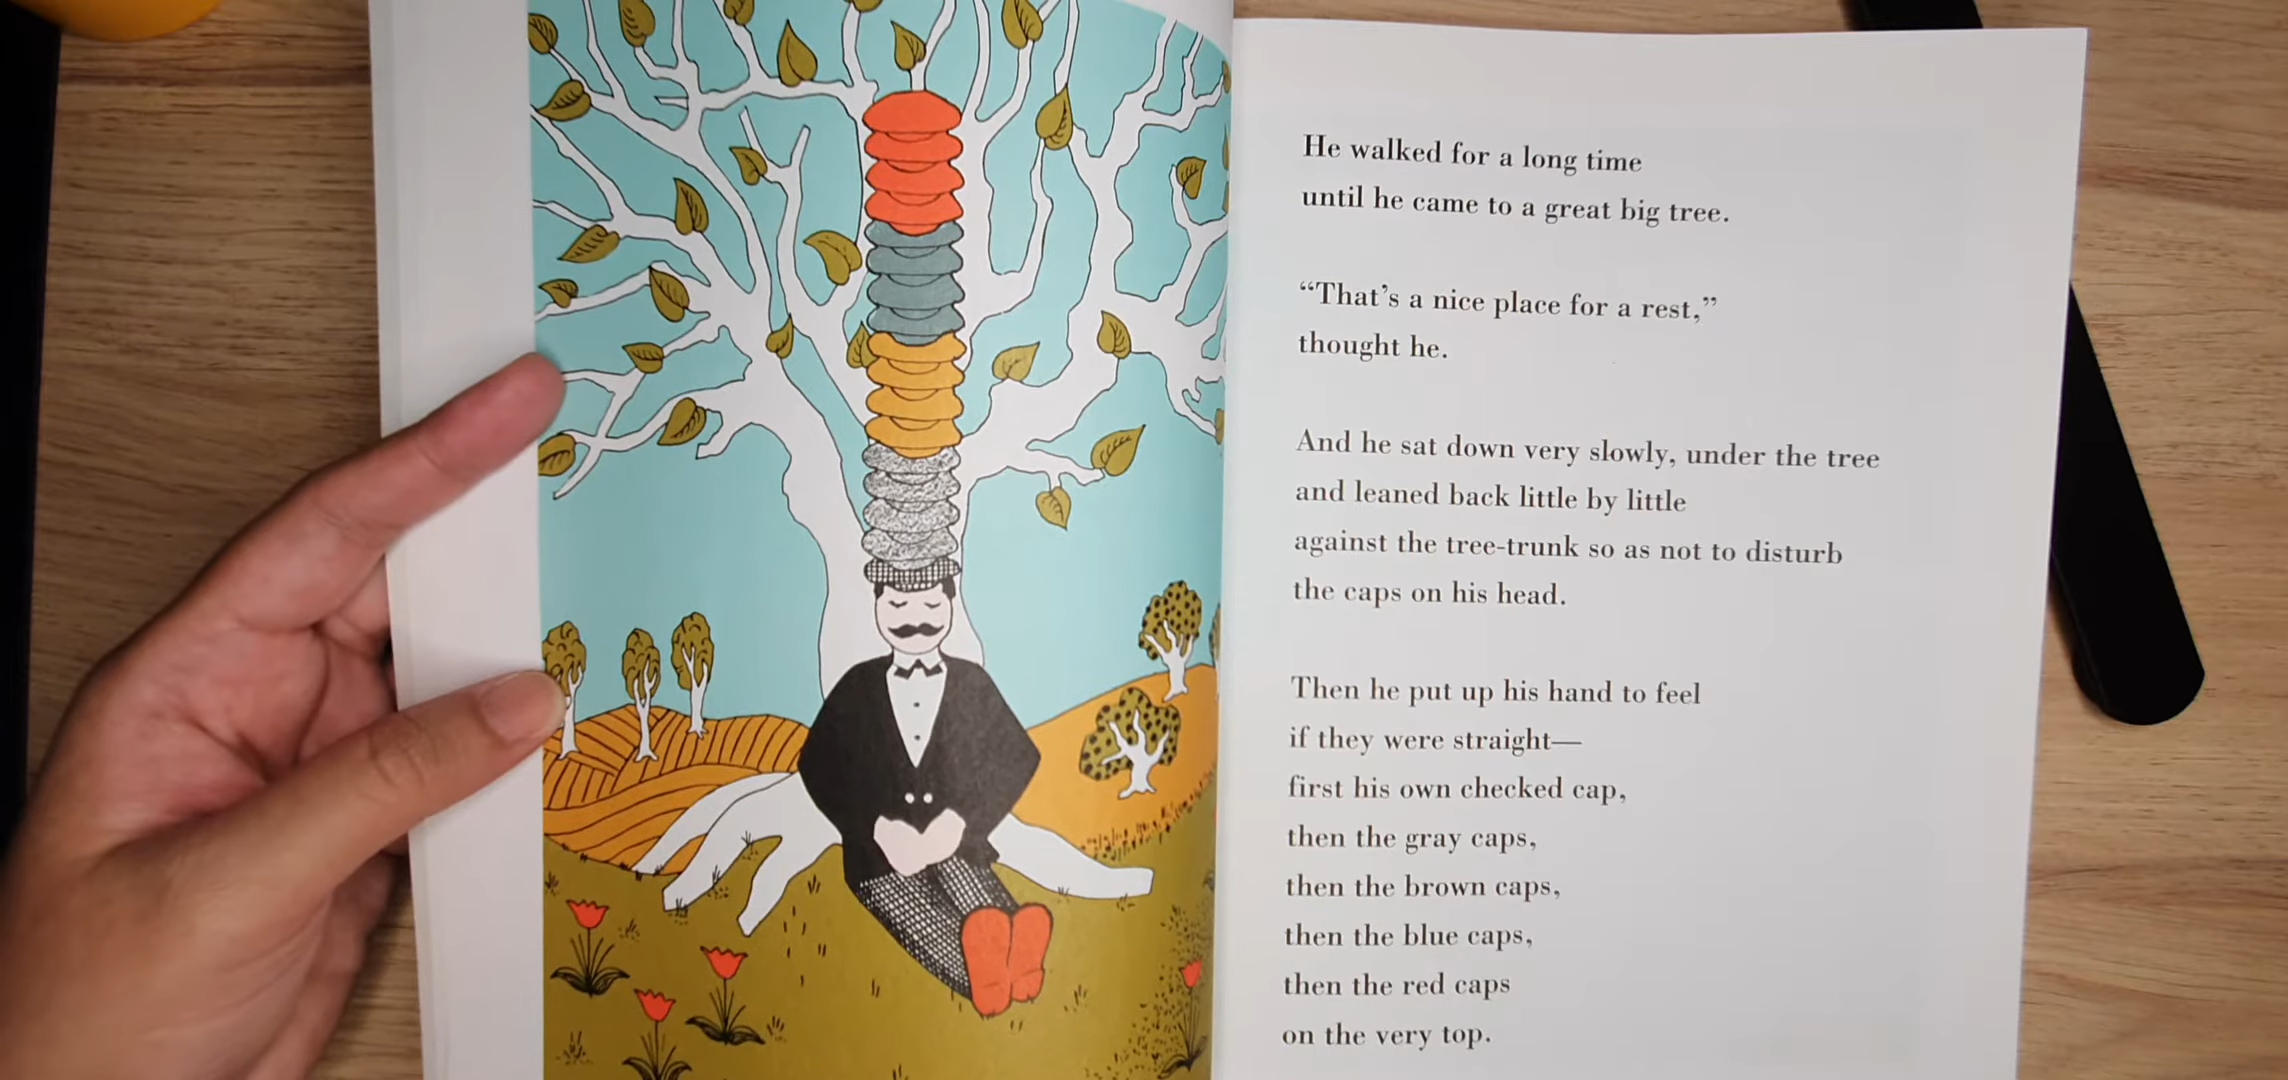 He walked for a long time
until he came to a great big tree.
“That’s a nice place for a rest,”
thought he.
And he sat down very slowly, under the tree
and leaned back little by little
against the tree-trunk so as not to disturb
the caps on his head.
Then he put up his hand to feel
if they were straight—
first his own checked cap,
then the gray caps,
then the brown caps,
then the blue caps,
then the red caps
on the very top.